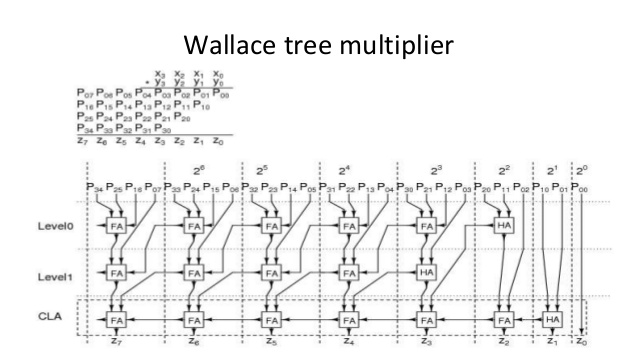 Wallace tree multiplier
x3 x2 x1 x0
* y3 y2 y1 y0
P07 P06 P05 P04 P03 P02 P01 P00
P16 P15 P14 P13 P12 P11 P10
P25 P24 P23 P22 P21 P20
P34 P33 P32 P31 P30
z7 z6 z5 z4 z3 z2 z1 z0
2^6 2^5 2^4 2^3 2^2 2^1 2^0
P34 P25 P16 P07 P33 P24 P15 P06 P32 P23 P14 P05 P31 P22 P13 P04 P30 P21 P12 P03 P20 P11 P02 P10 P01 P00
Level0 FA FA FA FA FA HA
Level1 FA FA FA FA HA
CLA FA FA FA FA FA FA HA
z7 z6 z5 z4 z3 z2 z1 z0